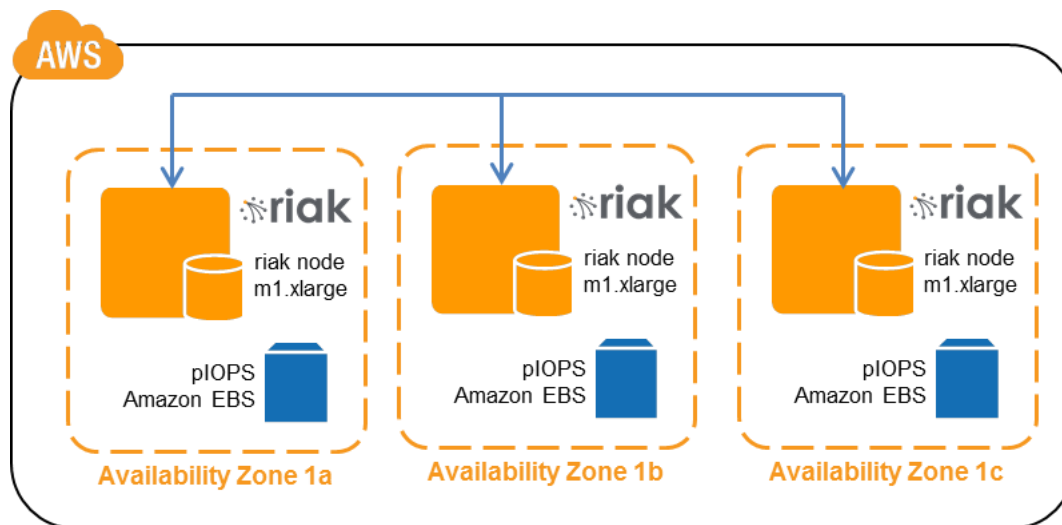 AWS
riak
riak node
m1.xlarge
pIOPS
Amazon EBS
Availability Zone 1a
riak
riak node
m1.xlarge
pIOPS
Amazon EBS
Availability Zone 1b
riak
riak node
m1.xlarge
pIOPS
Amazon EBS
Availability Zone 1c